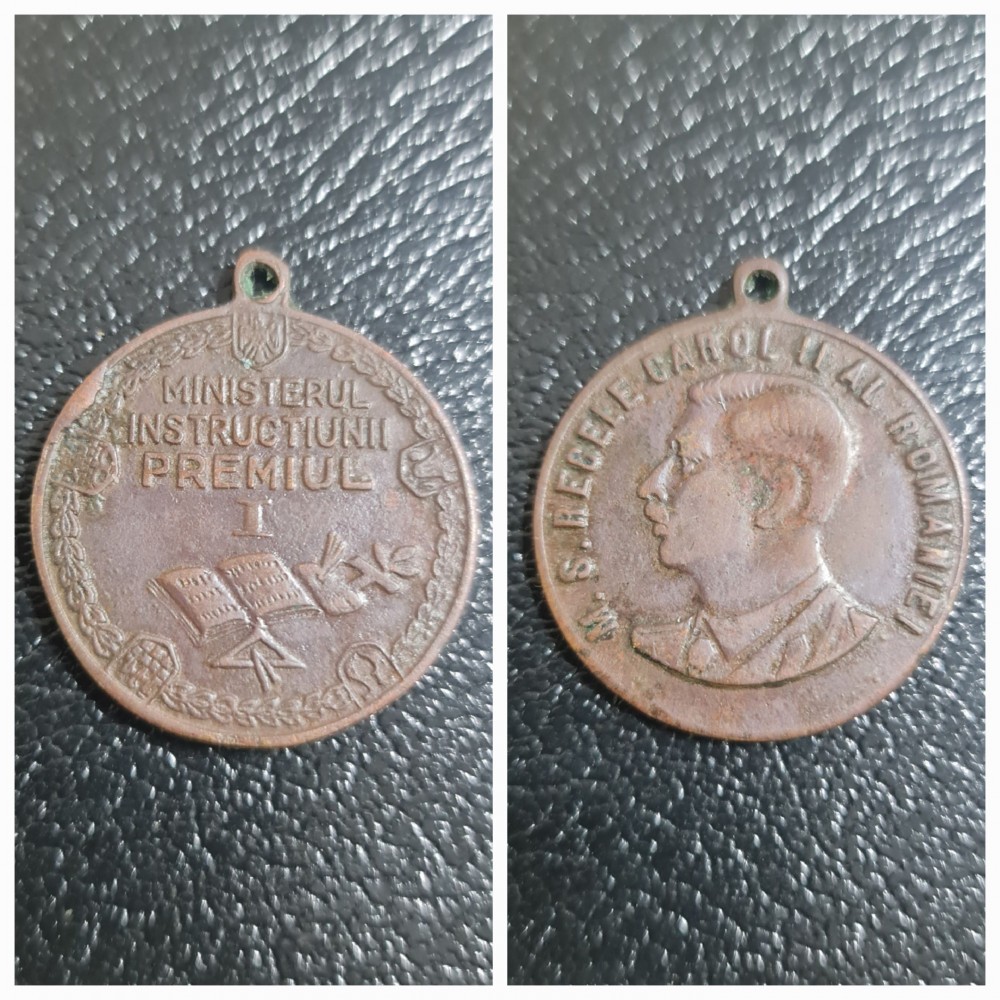 MINISTERUL
INSTRUCTIUNII
PREMIUL
I
M. S. REGELE CAROL II AL ROMANIEI